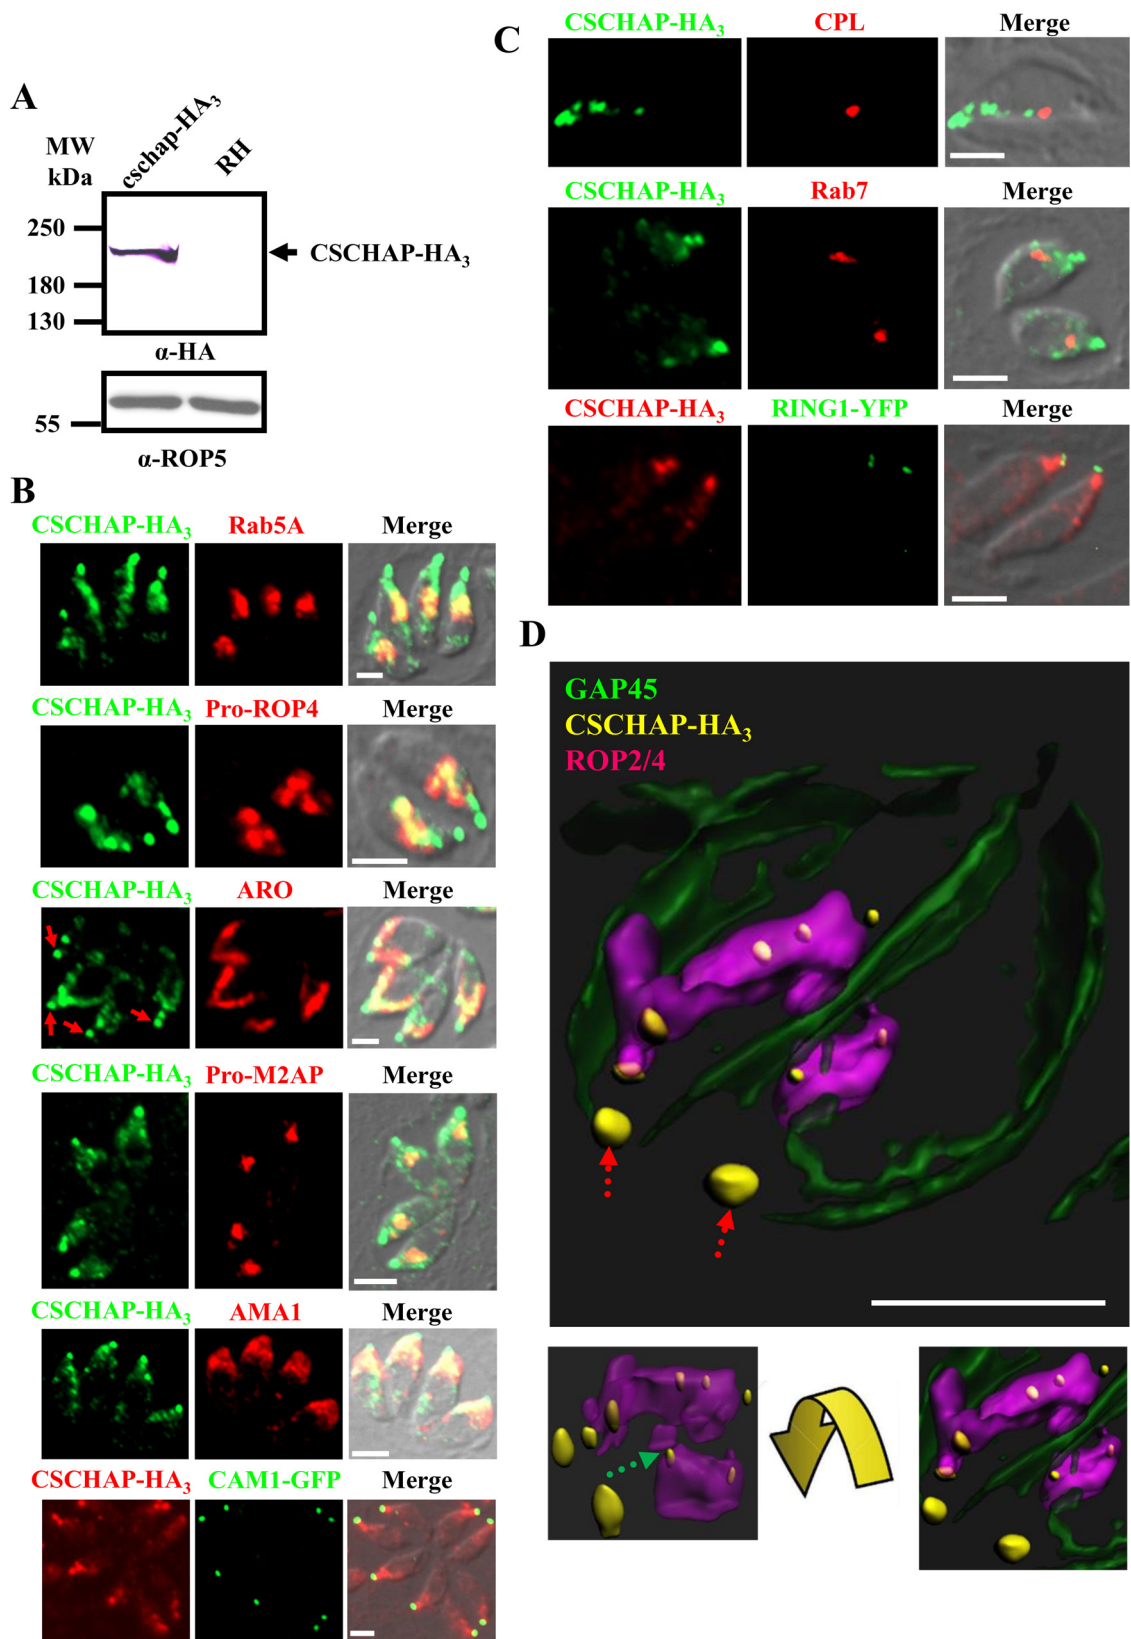 A
MW
kDa
cschap-HA3
RH
250
180
130
CSCHAP-HA3
α-HA
55
α-ROP5
B
CSCHAP-HA3 Rab5A Merge
CSCHAP-HA3 Pro-ROP4 Merge
CSCHAP-HA3 ARO Merge
CSCHAP-HA3 Pro-M2AP Merge
CSCHAP-HA3 AMA1 Merge
CSCHAP-HA3 CAM1-GFP Merge
C
CSCHAP-HA3 CPL Merge
CSCHAP-HA3 Rab7 Merge
CSCHAP-HA3 RING1-YFP Merge
D
GAP45
CSCHAP-HA3
ROP2/4